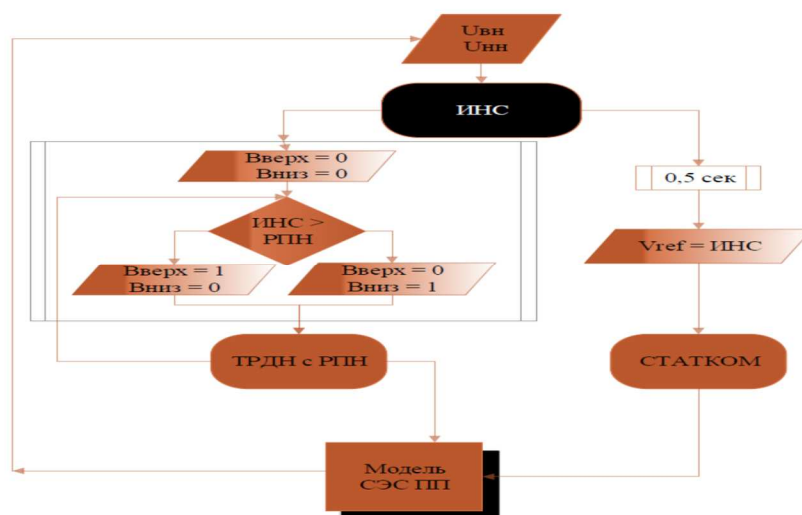 Uвн
Uнн
ИНС
Вверх = 0
Вниз = 0
0,5 сек
ИНС >
РПН
Vref = ИНС
Вверх = 1
Вниз = 0
Вверх = 0
Вниз = 1
ТРДН с РПН
СТАТКОМ
Модель
СЭС ПП